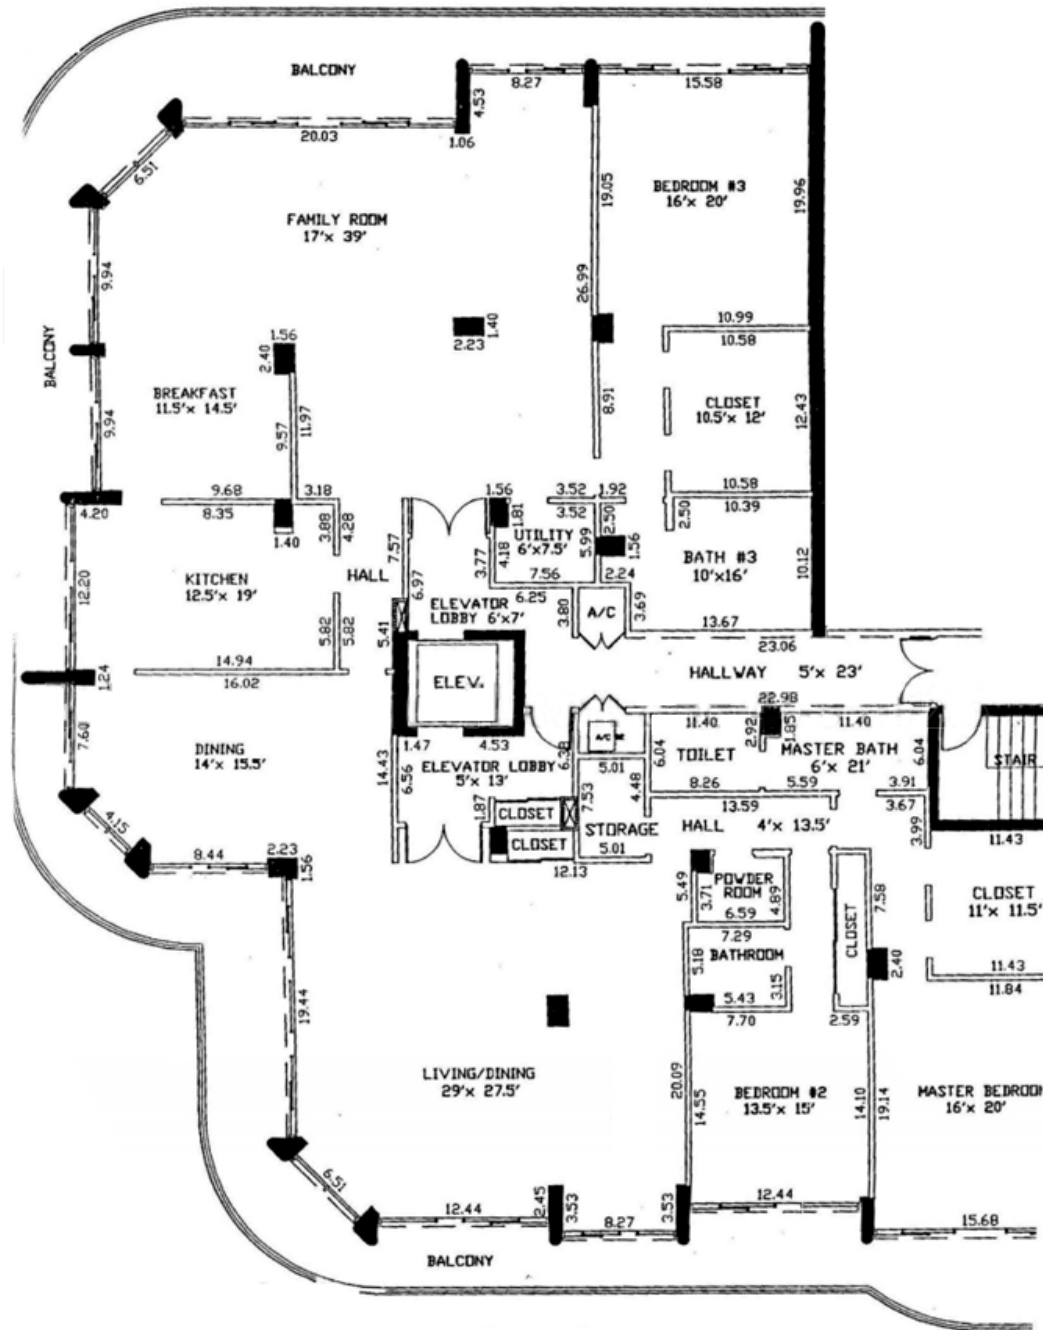 BALCONY
8.27
15.58
4.53
20.03
1.06
6.51
BEDROOM #3
16'x 20'
19.05
19.96
FAMILY ROOM
17'x 39'
9.94
26.99
BALCONY
10.99
10.58
1.56
2.40
2.23
1.40
BREAKFAST
11.5'x 14.5'
9.94
11.97
9.57
8.91
CLOSET
10.5'x 12'
12.43
4.20
9.68
8.35
3.18
1.40
3.88
4.28
1.56
1.81
3.52
3.52
1.92
2.50
10.58
10.39
2.50
UTILITY
6'x7.5'
5.99
1.56
BATH #3
10'x16'
10.12
7.57
3.77
4.18
HALL
KITCHEN
12.5'x 19'
12.20
6.97
7.56
6.25
2.24
ELEVATOR
LOBBY 6'x7'
3.80
A/C
3.69
13.67
5.82
5.82
5.41
23.06
14.94
16.02
1.24
ELEV.
HALLWAY 5'x 23'
22.98
7.60
1.47
4.53
A/C
11.40
2.92
1.85
11.40
DINING
14'x 15.5'
14.43
6.56
ELEVATOR LOBBY
5'x 13'
6.38
5.01
6.04
TOILET
MASTER BATH
6'x 21'
6.04
STAIR
8.26
5.59
3.91
4.15
1.87
CLOSET
CLOSET
7.53
4.48
STORAGE
5.01
13.59
HALL 4'x 13.5'
3.67
3.99
11.43
8.44
2.23
1.56
12.13
5.49
3.71
POWDER
ROOM
6.59
4.89
7.29
CLOSET
7.58
CLOSET
11'x 11.5'
5.18
BATHROOM
2.40
11.43
11.84
19.44
5.43
7.70
3.15
2.59
LIVING/DINING
29'x 27.5'
20.09
14.55
BEDROOM #2
13.5'x 15'
14.10
19.14
MASTER BEDROOM
16'x 20'
6.51
12.44
2.45
3.53
8.27
3.53
12.44
15.68
BALCONY